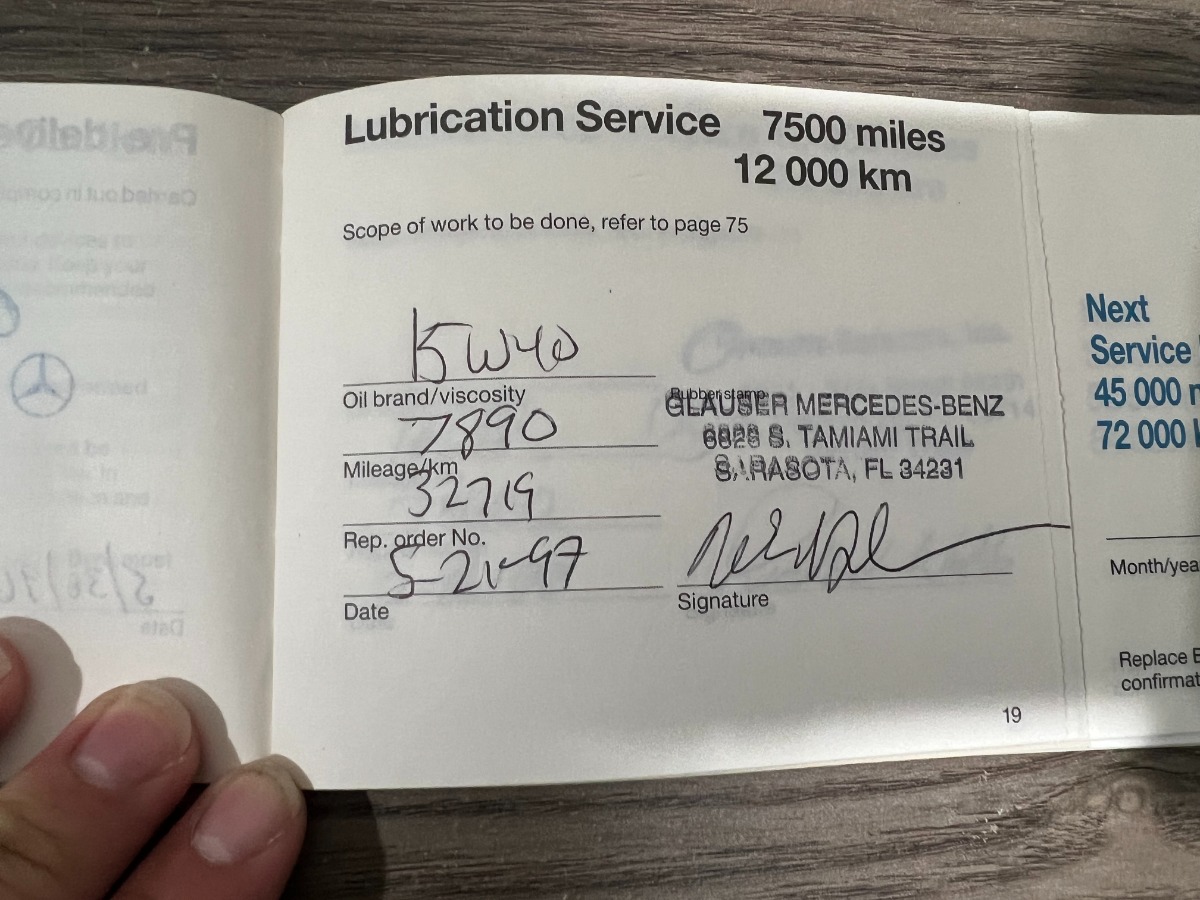 Lubrication Service 7500 miles
12 000 km
Scope of work to be done, refer to page 75
15W40
Oil brand/viscosity
7890
Mileage/km
32719
Rep. order No.
5-21-97
Date
Rubber stamp
GLAUSER MERCEDES-BENZ
S. TAMIAMI TRAIL
SARASOTA, FL 34231
Signature
19
Next
Service
45 000
72 000
Month/yea
Replace
confirmat